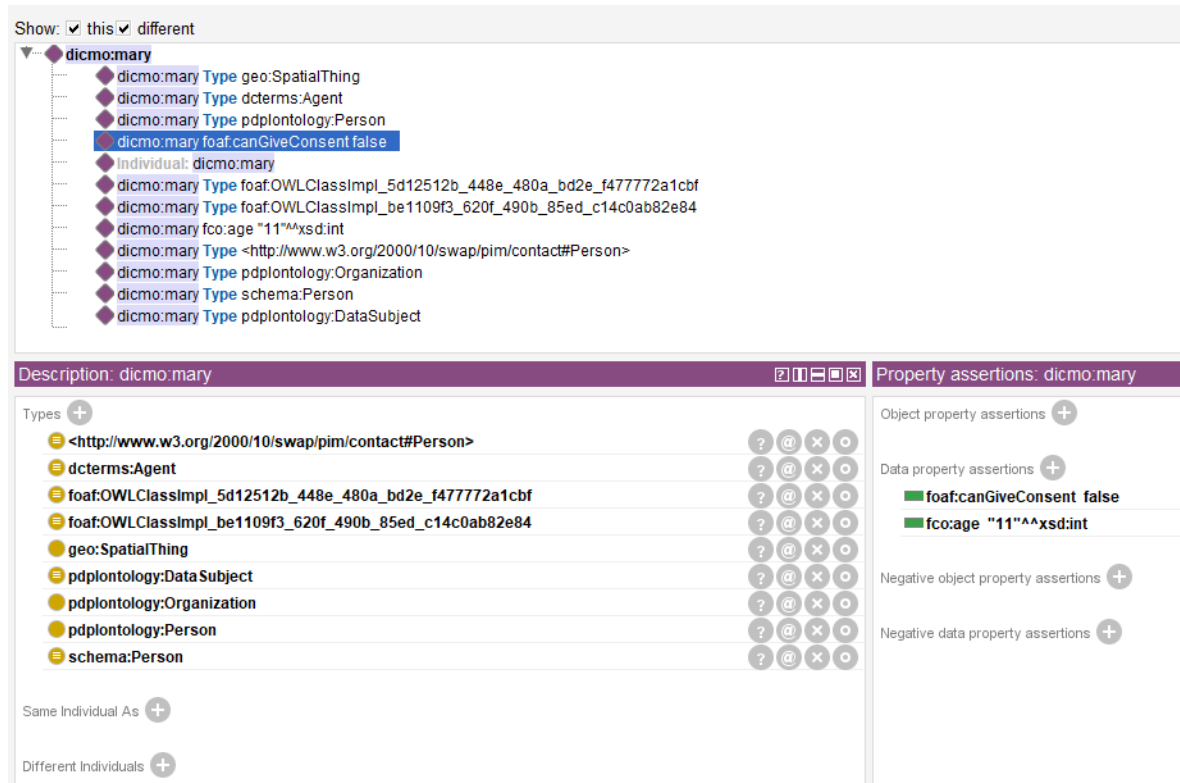 Show: this different
dicmo:mary
dicmo:mary Type geo:SpatialThing
dicmo:mary Type dcterms:Agent
dicmo:mary Type pdplontology:Person
dicmo:mary foaf:canGiveConsent false
Individual: dicmo:mary
dicmo:mary Type foaf:OWLClassImpl_5d12512b_448e_480a_bd2e_f477772a1cbf
dicmo:mary Type foaf:OWLClassImpl_be1109f3_620f_490b_85ed_c14c0ab82e84
dicmo:mary fco:age "11"^^xsd:int
dicmo:mary Type <http://www.w3.org/2000/10/swap/pim/contact#Person>
dicmo:mary Type pdplontology:Organization
dicmo:mary Type schema:Person
dicmo:mary Type pdplontology:DataSubject
Description: dicmo:mary
Types
<http://www.w3.org/2000/10/swap/pim/contact#Person>
dcterms:Agent
foaf:OWLClassImpl_5d12512b_448e_480a_bd2e_f477772a1cbf
foaf:OWLClassImpl_be1109f3_620f_490b_85ed_c14c0ab82e84
geo:SpatialThing
pdplontology:DataSubject
pdplontology:Organization
pdplontology:Person
schema:Person
Same Individual As
Different Individuals
Property assertions: dicmo:mary
Object property assertions
Data property assertions
foaf:canGiveConsent false
fco:age "11"^^xsd:int
Negative object property assertions
Negative data property assertions